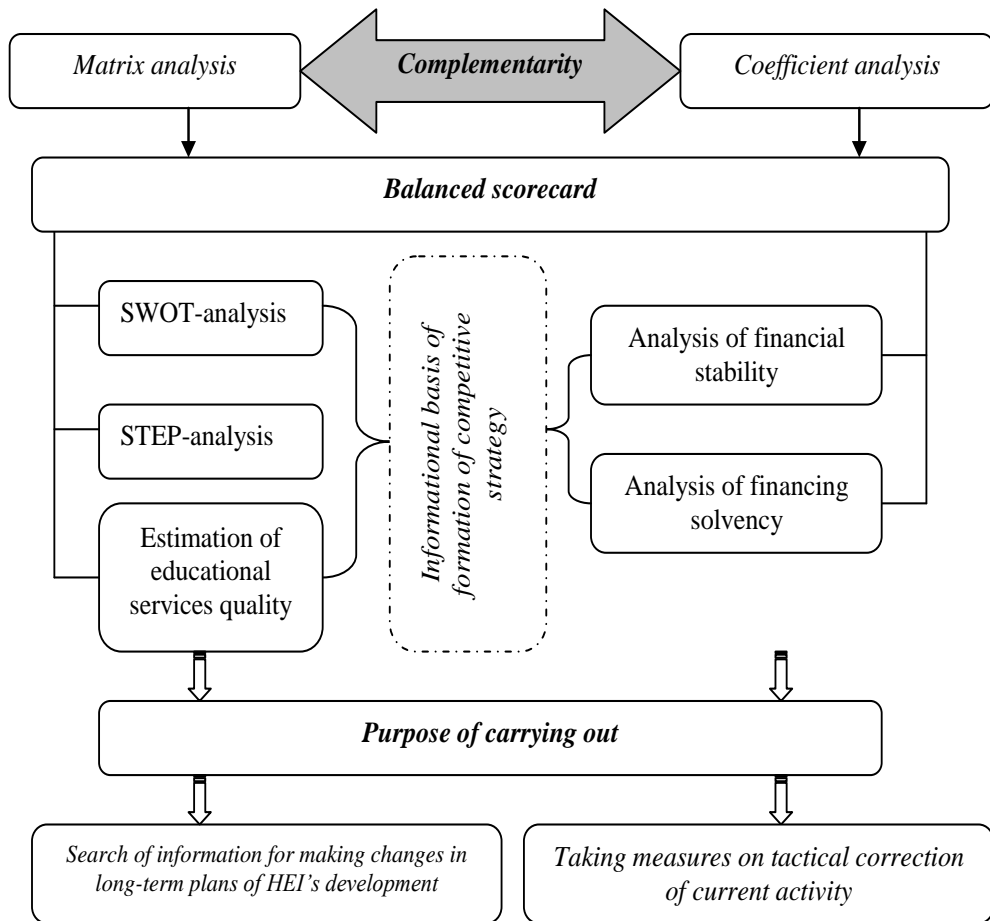 Matrix analysis
Complementarity
Coefficient analysis
Balanced scorecard
SWOT-analysis
STEP-analysis
Estimation of
educational
services quality
Informational basis of
formation of competitive
strategy
Analysis of financial
stability
Analysis of financing
solvency
Purpose of carrying out
Search of information for making changes in
long-term plans of HEI’s development
Taking measures on tactical correction
of current activity